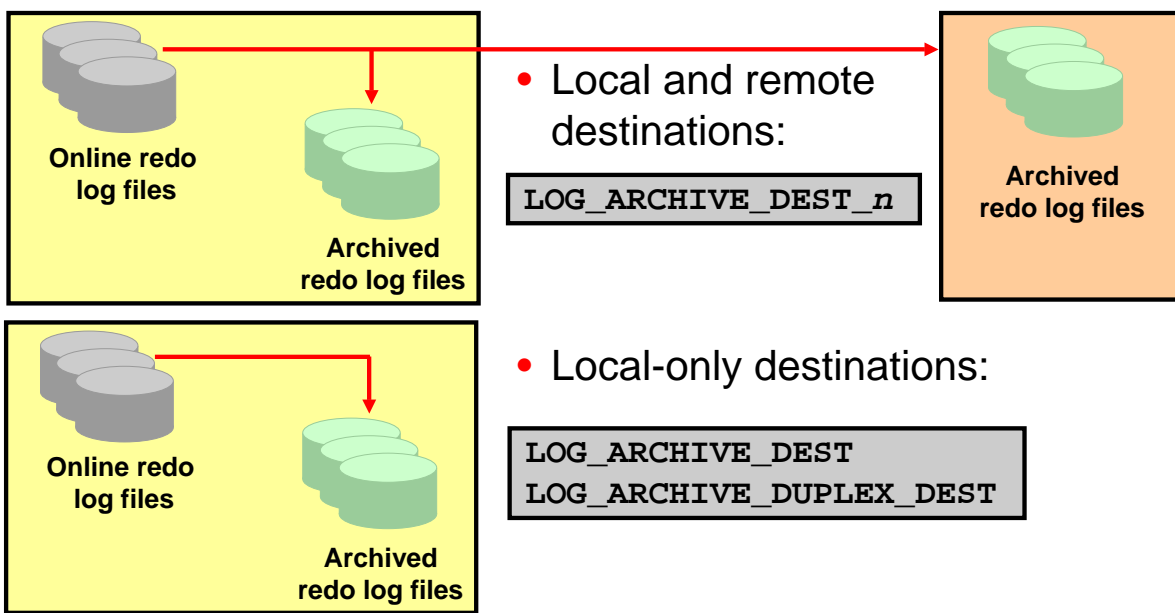 Online redo
log files
Archived
redo log files
• Local and remote
destinations:
LOG_ARCHIVE_DEST_n
Archived
redo log files
Online redo
log files
Archived
redo log files
• Local-only destinations:
LOG_ARCHIVE_DEST
LOG_ARCHIVE_DUPLEX_DEST